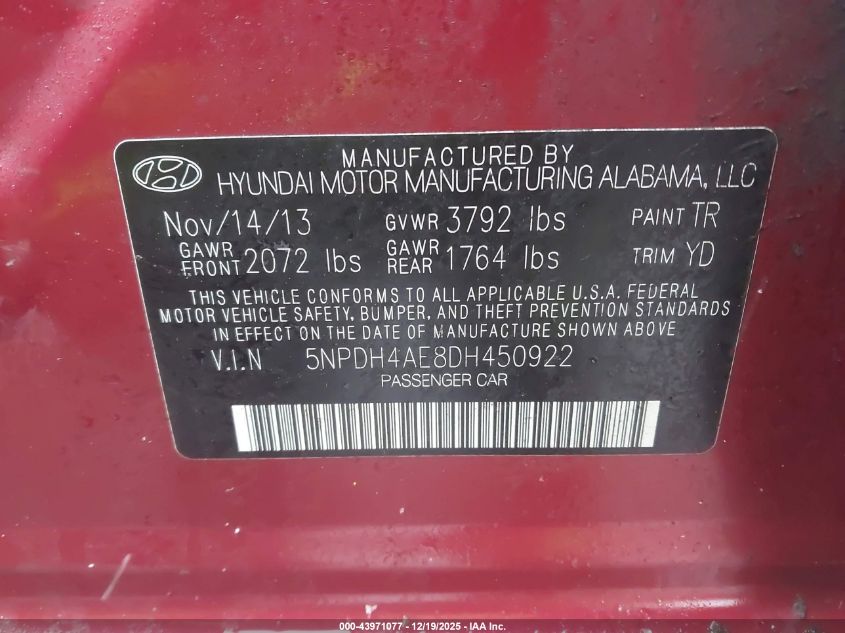 MANUFACTURED BY
HYUNDAI MOTOR MANUFACTURING ALABAMA, LLC
Nov/14/13 GVWR 3792 lbs PAINT TR
GAWR FRONT 2072 lbs GAWR REAR 1764 lbs TRIM YD
THIS VEHICLE CONFORMS TO ALL APPLICABLE U.S.A. FEDERAL
MOTOR VEHICLE SAFETY, BUMPER, AND THEFT PREVENTION STANDARDS
IN EFFECT ON THE DATE OF MANUFACTURE SHOWN ABOVE
V.I.N 5NPDH4AE8DH450922
PASSENGER CAR
000-43971077 - 12/19/2025 - IAA Inc.